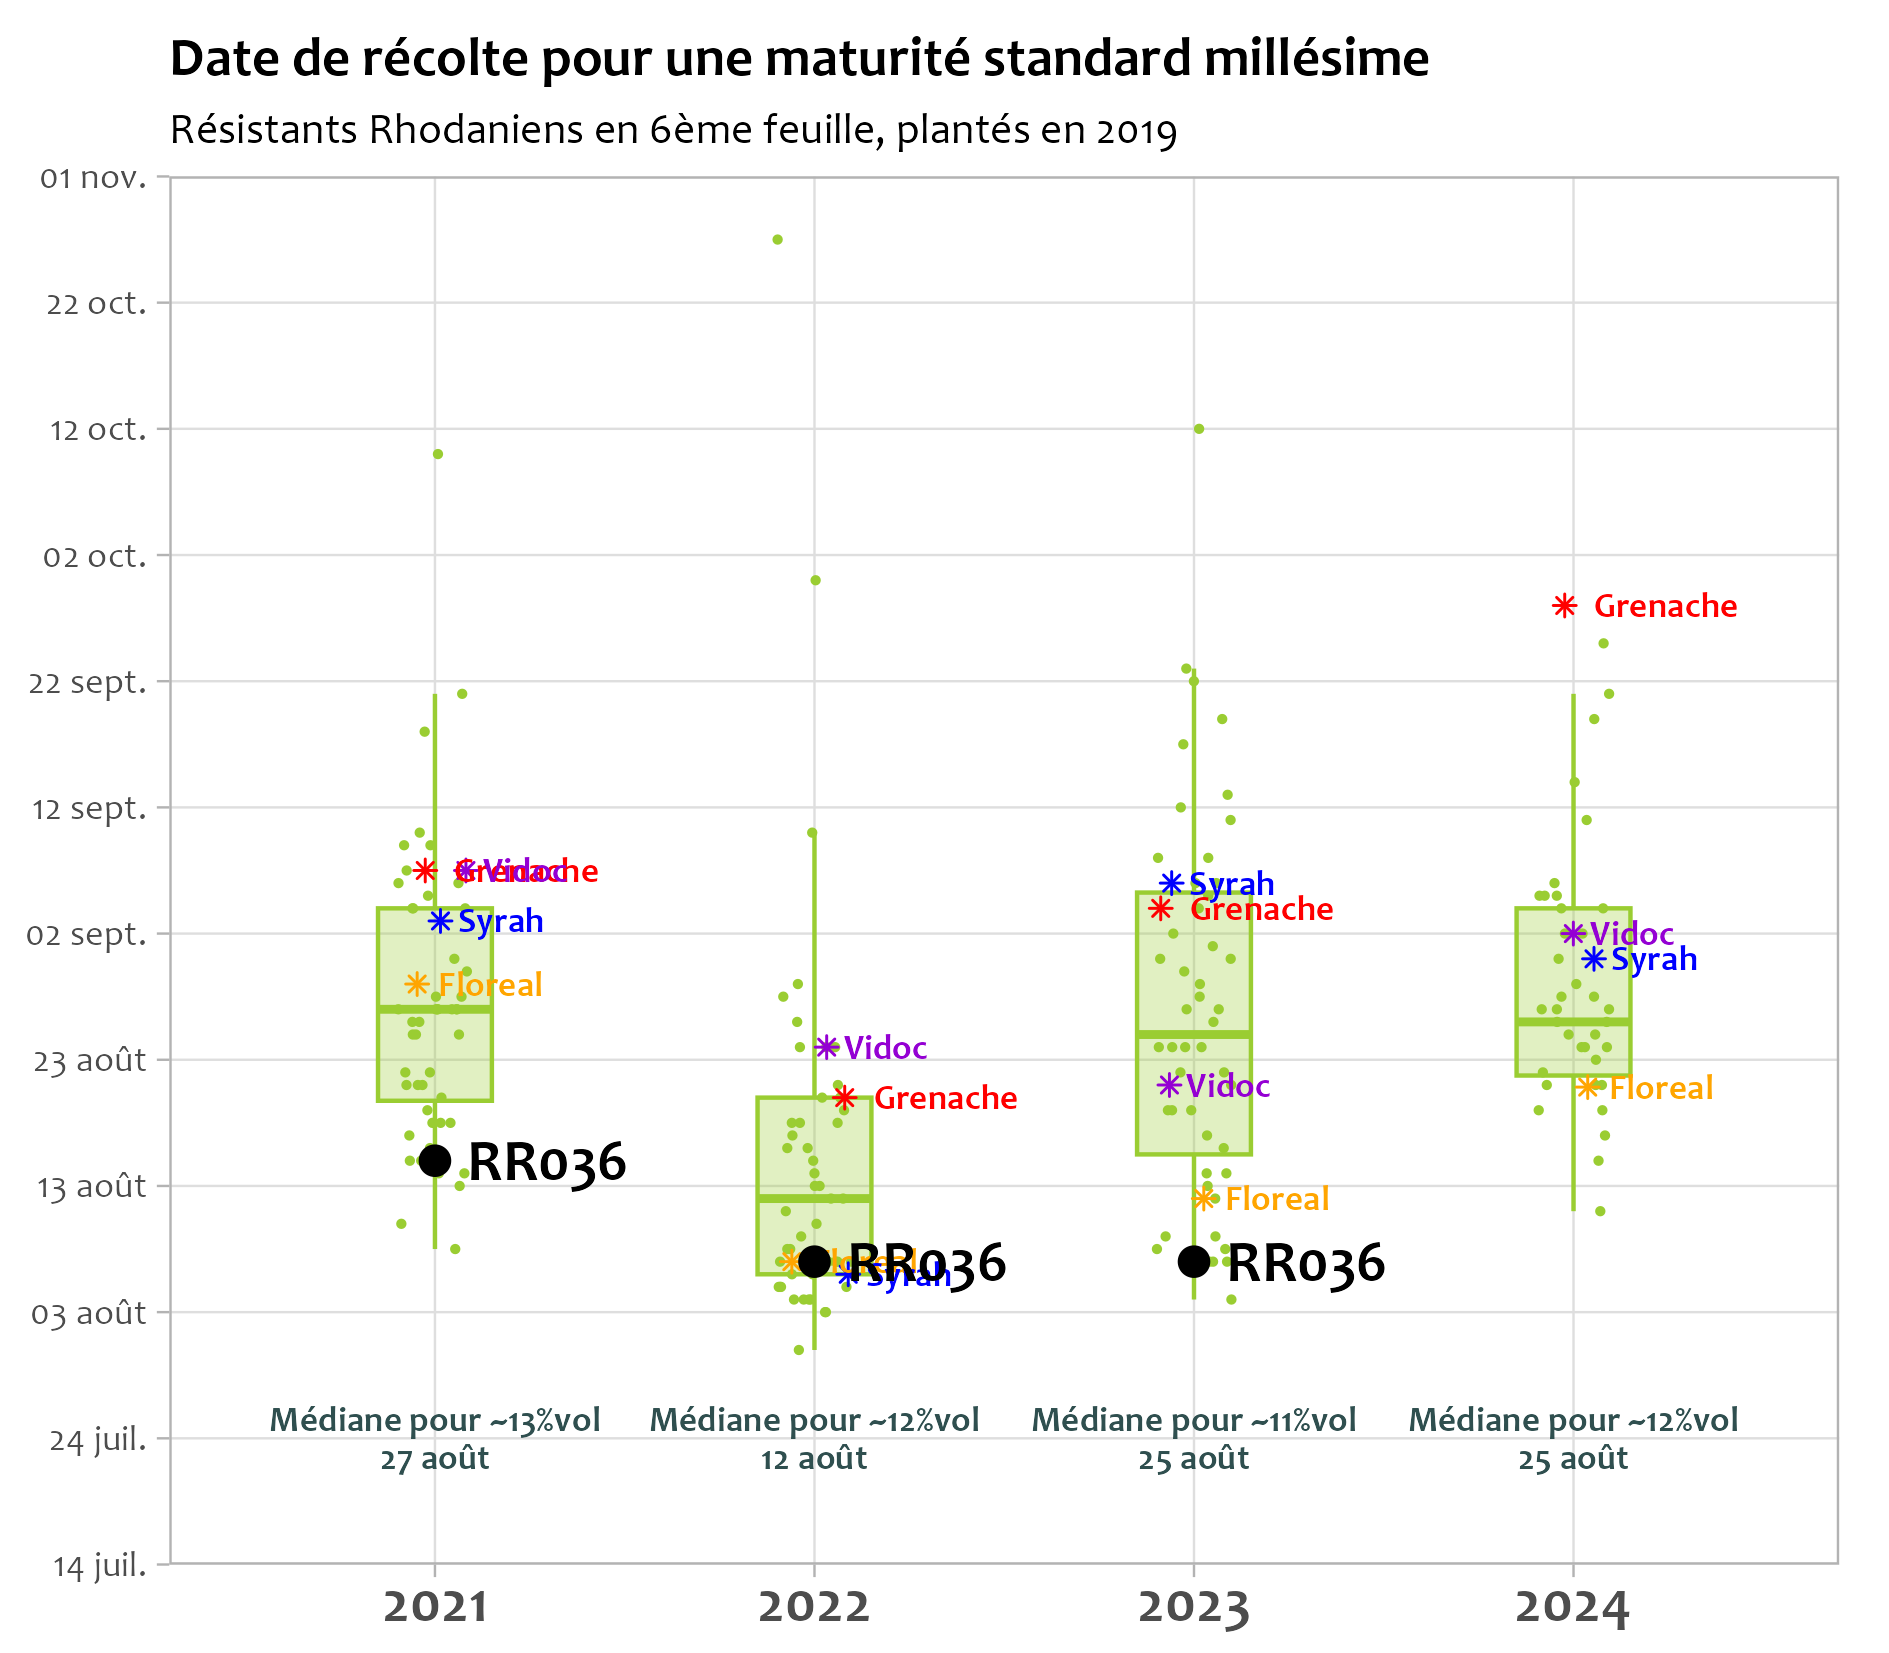 Date de récolte pour une maturité standard millésime
Résistants Rhodaniens en 6ème feuille, plantés en 2019
01 nov.
22 oct.
12 oct.
02 oct.
22 sept.
12 sept.
02 sept.
23 août
13 août
03 août
24 juil.
14 juil.
Grenache
Vidoc
Syrah
Floreal
RR036
Vidoc
Grenache
Floreal
RR036
Syrah
Syrah
Grenache
Vidoc
Floreal
RR036
Grenache
Vidoc
Syrah
Floreal
Médiane pour ~13%vol
27 août
Médiane pour ~12%vol
12 août
Médiane pour ~11%vol
25 août
Médiane pour ~12%vol
25 août
2021
2022
2023
2024